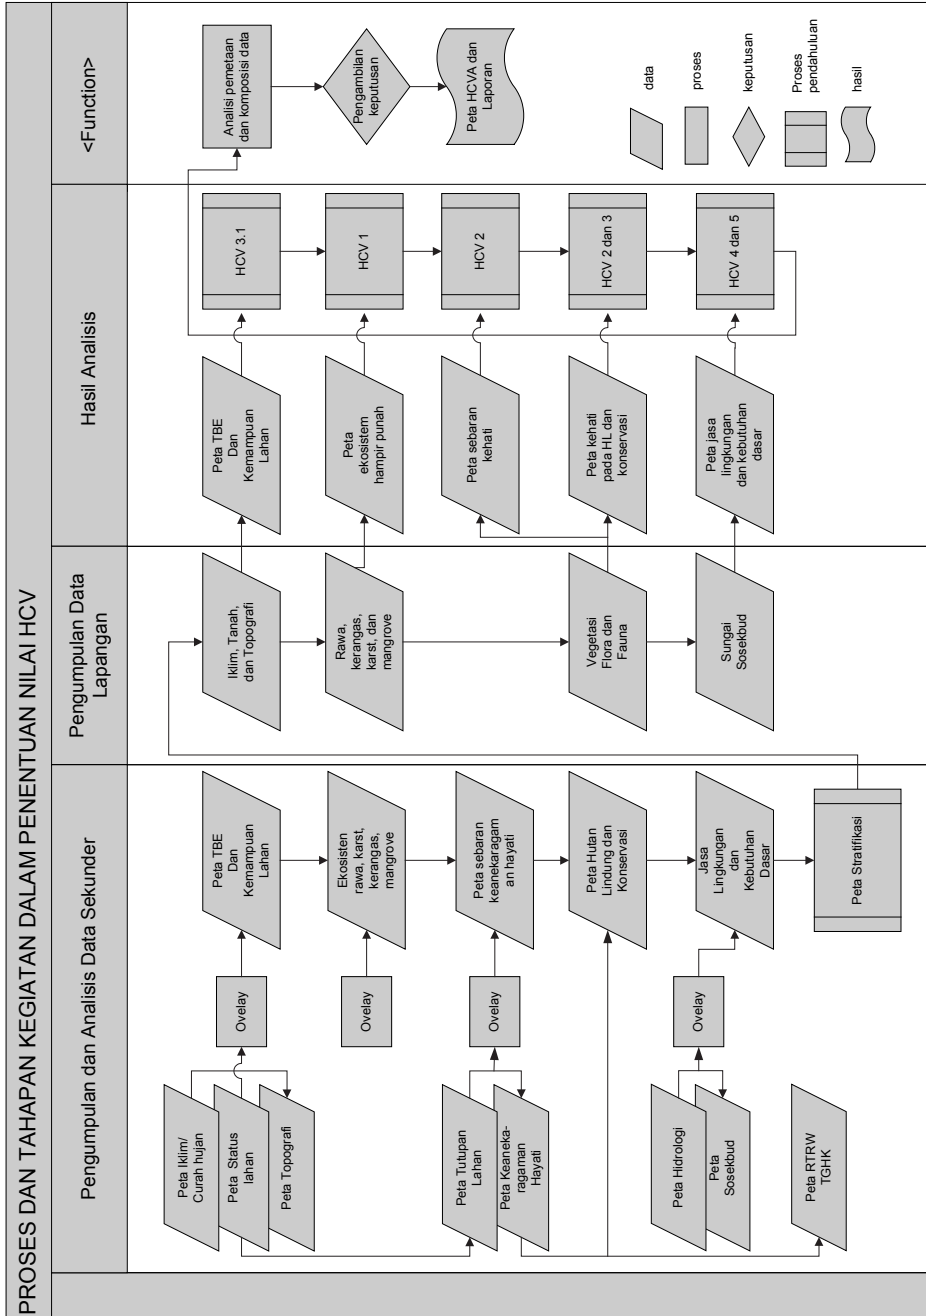 PROSES DAN TAHAPAN KEGIATAN DALAM PENENTUAN NILAI HCV
Pengumpulan dan Analisis Data Sekunder
Pengumpulan Data
Lapangan
Hasil Analisis
<Function>
Peta Iklim/
Curah hujan
Peta Status
lahan
Peta Topografi
Ovelay
Peta TBE
Dan
Kemampuan
Lahan
Iklim, Tanah,
dan Topografi
Peta TBE
Dan
Kemampuan
Lahan
HCV 3.1
Analisi pemetaan
dan komposisi data
Ovelay
Ekosisten
rawa, karst,
kerangas,
mangrove
Rawa,
kerangas,
karst, dan
mangrove
Peta
ekosistem
hampir punah
HCV 1
Pengambilan
keputusan
Peta Tutupan
Lahan
Peta Keaneka-
ragaman
Hayati
Ovelay
Peta sebaran
keanekaragam
an hayati
Peta sebaran
kehati
HCV 2
Peta HCVA dan
Laporan
Peta Hutan
Lindung dan
Konservasi
Vegetasi
Flora dan
Fauna
Peta kehati
pada HL dan
konservasi
HCV 2 dan 3
Peta Hidrologi
Peta
Sosekbud
Ovelay
Jasa
Lingkungan
dan
Kebutuhan
Dasar
Sungai
Sosekbud
Peta jasa
lingkungan
dan kebutuhan
dasar
HCV 4 dan 5
Peta RTRW
TGHK
Peta Stratifikasi
data
proses
keputusan
Proses
pendahuluan
hasil